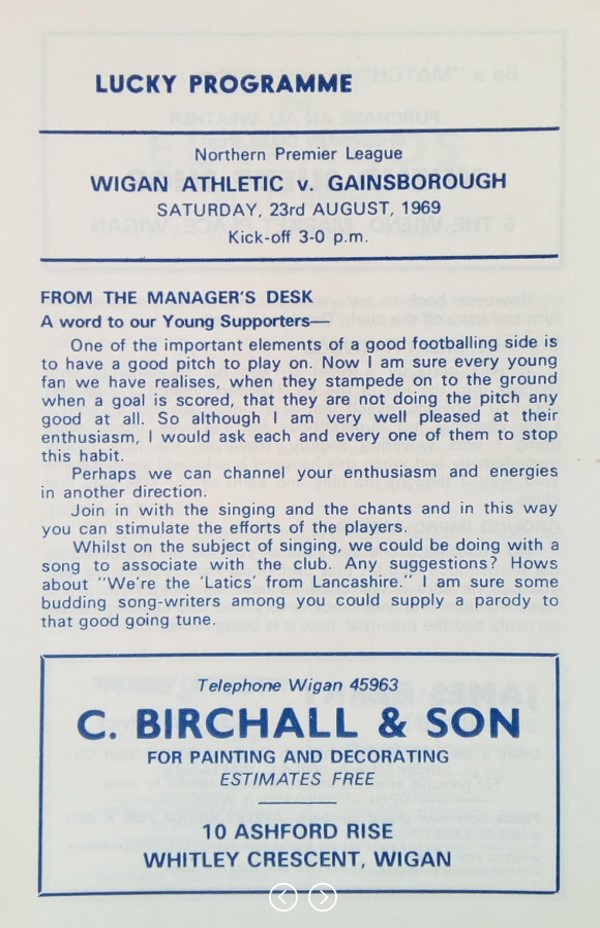 LUCKY PROGRAMME
Northern Premier League
WIGAN ATHLETIC v. GAINSBOROUGH
SATURDAY, 23rd AUGUST, 1969
Kick-off 3-0 p.m.
FROM THE MANAGER'S DESK
A word to our Young Supporters—
One of the important elements of a good footballing side is
to have a good pitch to play on. Now I am sure every young
fan we have realises, when they stampede on to the ground
when a goal is scored, that they are not doing the pitch any
good at all. So although I am very well pleased at their
enthusiasm, I would ask each and every one of them to stop
this habit.
Perhaps we can channel your enthusiasm and energies
in another direction.
Join in with the singing and the chants and in this way
you can stimulate the efforts of the players.
Whilst on the subject of singing, we could be doing with a
song to associate with the club. Any suggestions? Hows
about "We're the 'Latics' from Lancashire." I am sure some
budding song-writers among you could supply a parody to
that good going tune.
Telephone Wigan 45963
C. BIRCHALL & SON
FOR PAINTING AND DECORATING
ESTIMATES FREE
10 ASHFORD RISE
WHITLEY CRESCENT, WIGAN